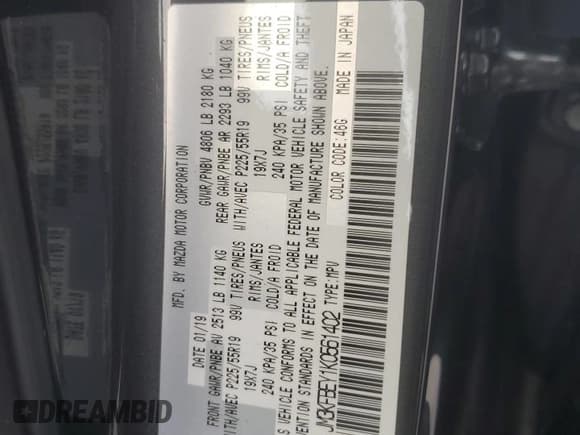 MFD. BY MAZDA MOTOR CORPORATION
DATE 01/19 GVWR/PNBV 4806 LB 2180 KG
FRONT GAWR/PNBE AV 2513 LB 1140 KG REAR GAWR/PNBE AR 2293 LB 1040 KG
WITH/AVEC P225/55R19 99V TIRES/PNEUS WITH/AVEC P225/55R19 99V TIRES/PNEUS
19X7J RIMS/JANTES 19X7J RIMS/JANTES
240 KPA/35 PSI COLD/A FROID 240 KPA/35 PSI COLD/A FROID
S VEHICLE CONFORMS TO ALL APPLICABLE FEDERAL MOTOR VEHICLE SAFETY AND THEFT
VENTION STANDARDS IN EFFECT ON THE DATE OF MANUFACTURE SHOWN ABOVE.
TYPE:MPV COLOR CODE:46G MADE IN JAPAN
AUTOHELPERBOT.COM